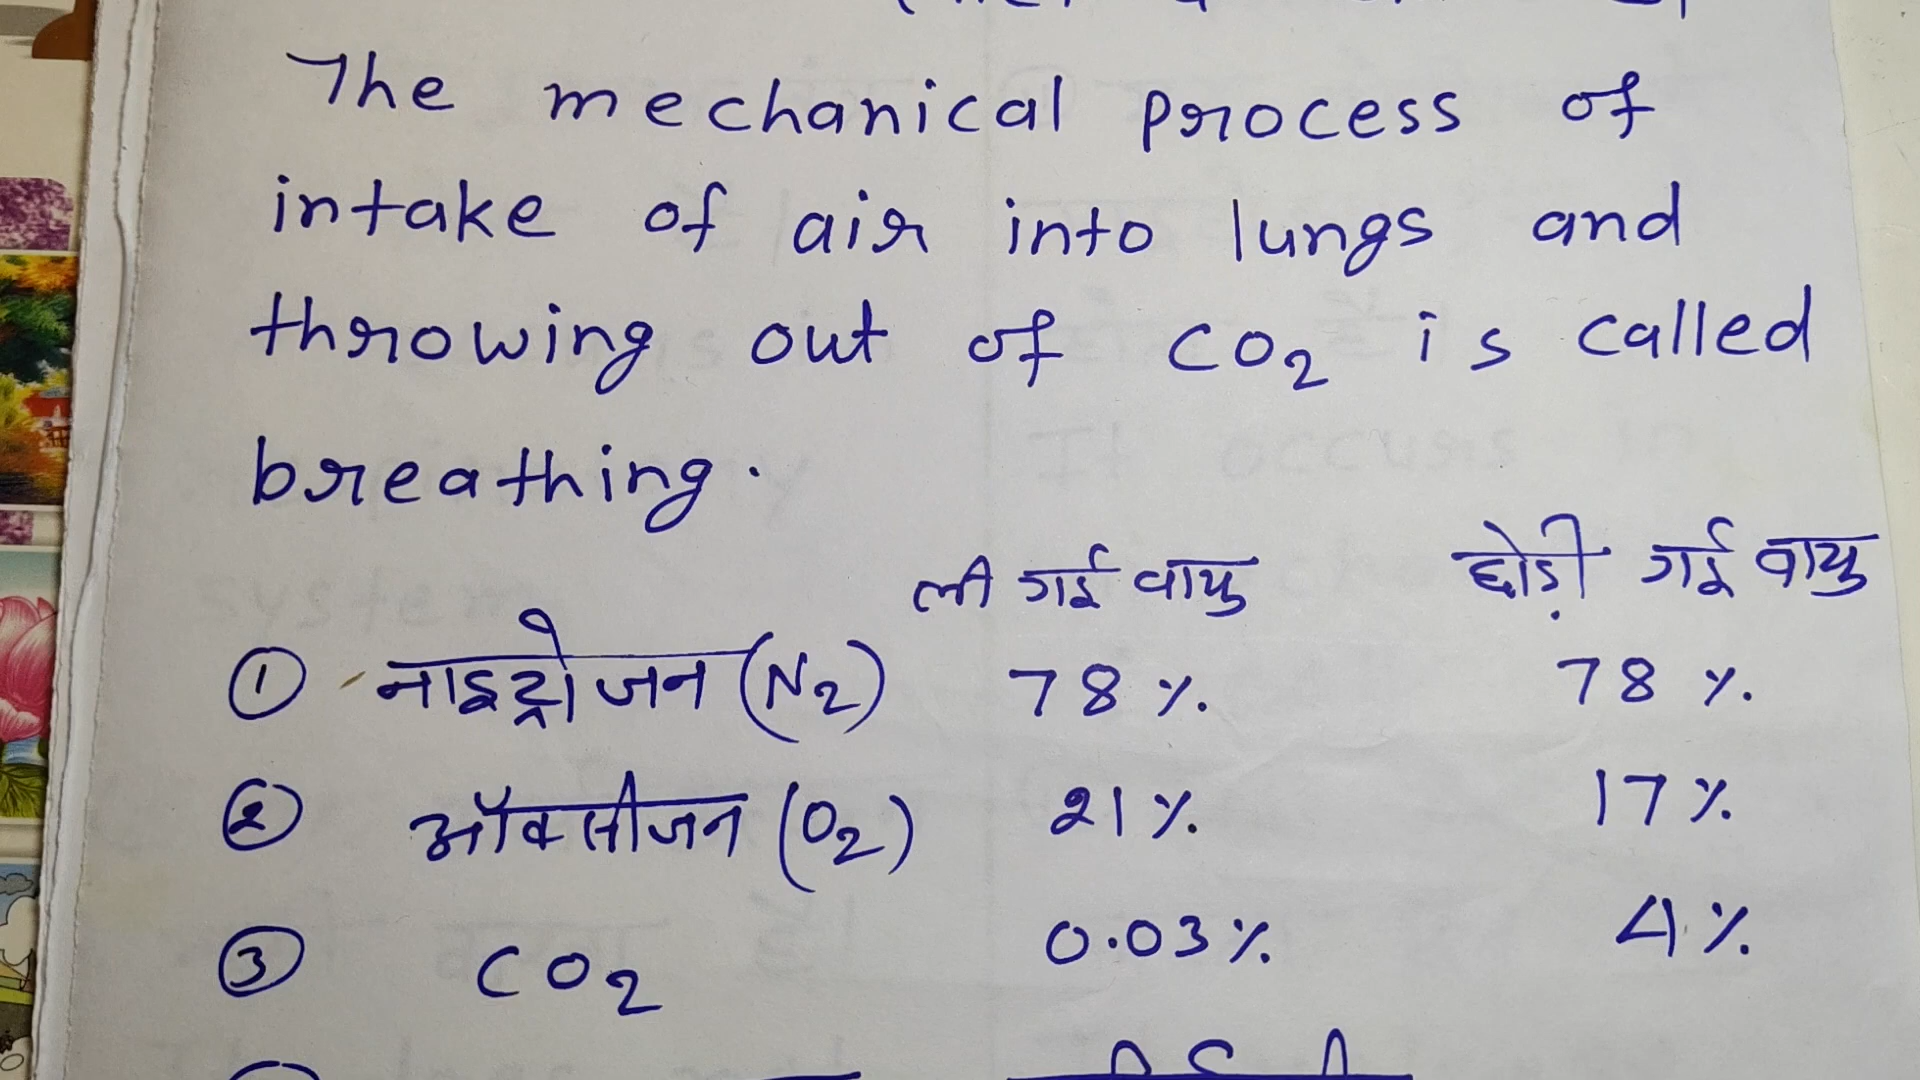 The mechanical process of
intake of air into lungs and
throwing out of CO2 is called
breathing.
ली गई वायु छोड़ी गई वायु
① नाइट्रोजन (N2) 78 % 78 %
② ऑक्सीजन (O2) 21 % 17 %
③ CO2 0.03 % 4 %